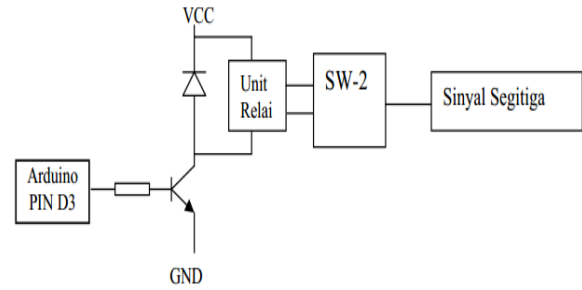 VCC
Unit
Relai
SW-2
Sinyal Segitiga
Arduino
PIN D3
GND